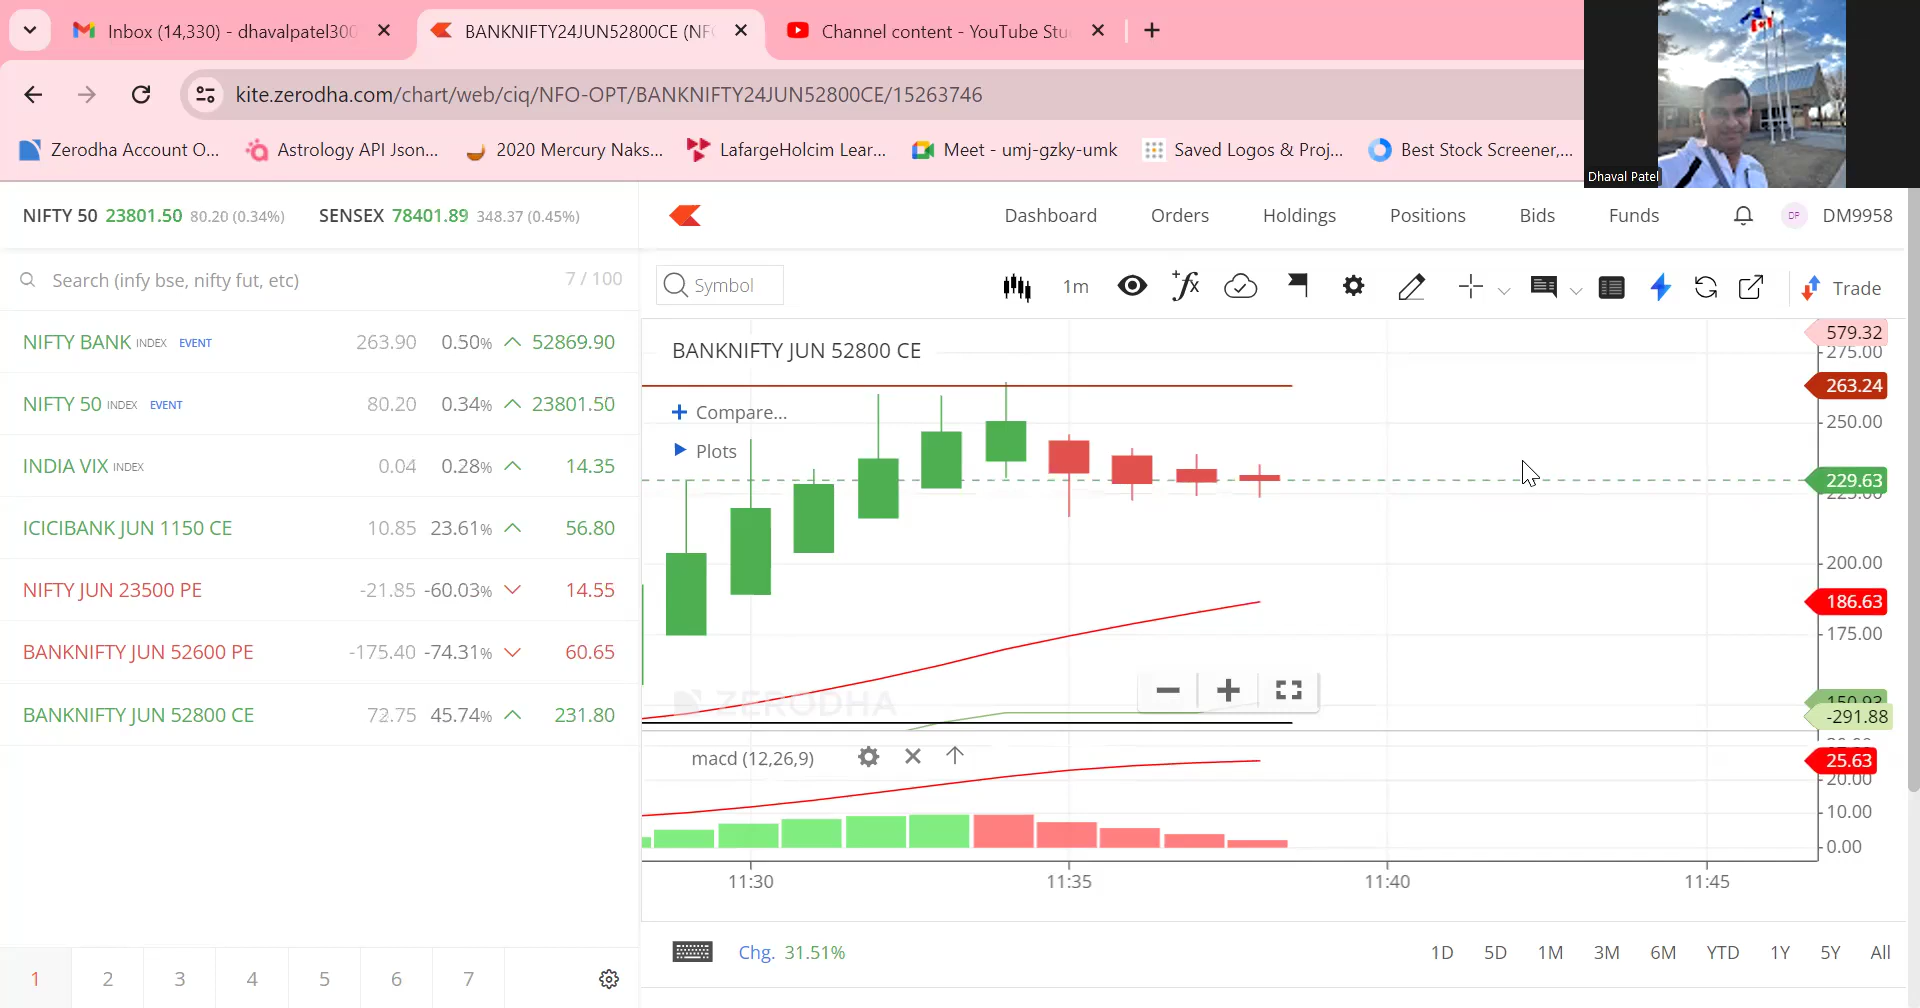 Inbox (14,330) - dhavalpatel300
BANKNIFTY24JUN52800CE (NF
Channel content - YouTube Stu
kite.zerodha.com/chart/web/ciq/NFO-OPT/BANKNIFTY24JUN52800CE/15263746
Zerodha Account O... Astrology API Json... 2020 Mercury Naks... LafargeHolcim Lear... Meet - umj-gzky-umk Saved Logos & Proj... Best Stock Screener,...
Dhaval Patel
NIFTY 50 23801.50 80.20 (0.34%) SENSEX 78401.89 348.37 (0.45%)
Dashboard Orders Holdings Positions Bids Funds DP DM9958
Search (infy bse, nifty fut, etc) 7 / 100
Symbol 1m Trade
NIFTY BANK INDEX EVENT 263.90 0.50% 52869.90
NIFTY 50 INDEX EVENT 80.20 0.34% 23801.50
INDIA VIX INDEX 0.04 0.28% 14.35
ICICIBANK JUN 1150 CE 10.85 23.61% 56.80
NIFTY JUN 23500 PE -21.85 -60.03% 14.55
BANKNIFTY JUN 52600 PE -175.40 -74.31% 60.65
BANKNIFTY JUN 52800 CE 72.75 45.74% 231.80
1 2 3 4 5 6 7
BANKNIFTY JUN 52800 CE
Compare...
Plots
ZERODHA
579.32
275.00
263.24
250.00
229.63
225.00
200.00
186.63
175.00
150.93
-291.88
macd (12,26,9)
25.63
20.00
10.00
0.00
11:30 11:35 11:40 11:45
Chg. 31.51% 1D 5D 1M 3M 6M YTD 1Y 5Y All